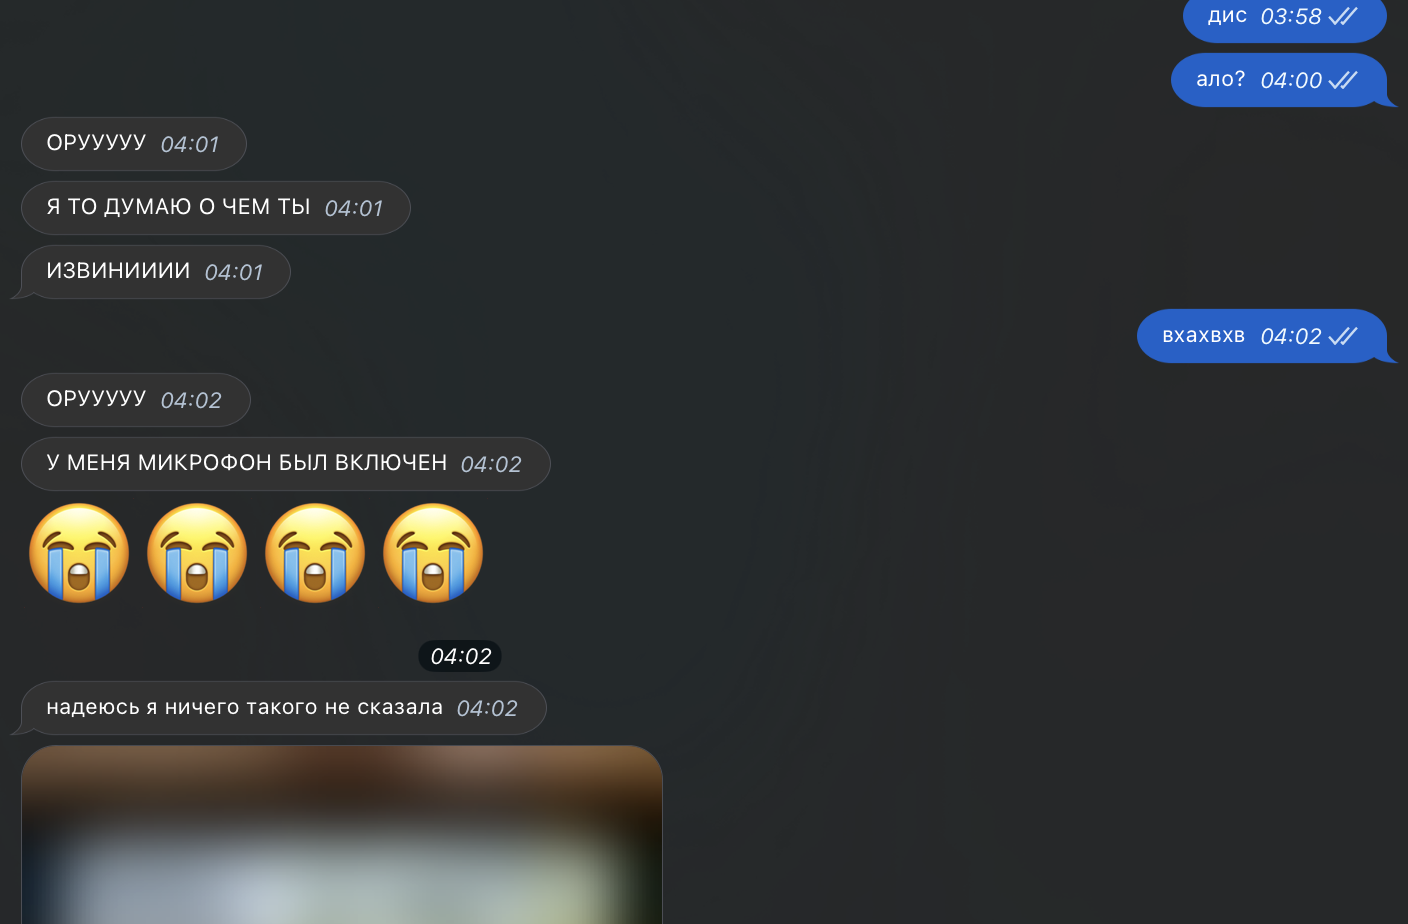 дис 03:58
ало? 04:00
ОРУУУУУ 04:01
Я ТО ДУМАЮ О ЧЕМ ТЫ 04:01
ИЗВИНИИИИ 04:01
вхахвхв 04:02
ОРУУУУУ 04:02
У МЕНЯ МИКРОФОН БЫЛ ВКЛЮЧЕН 04:02
😭😭😭😭
04:02
надеюсь я ничего такого не сказала 04:02